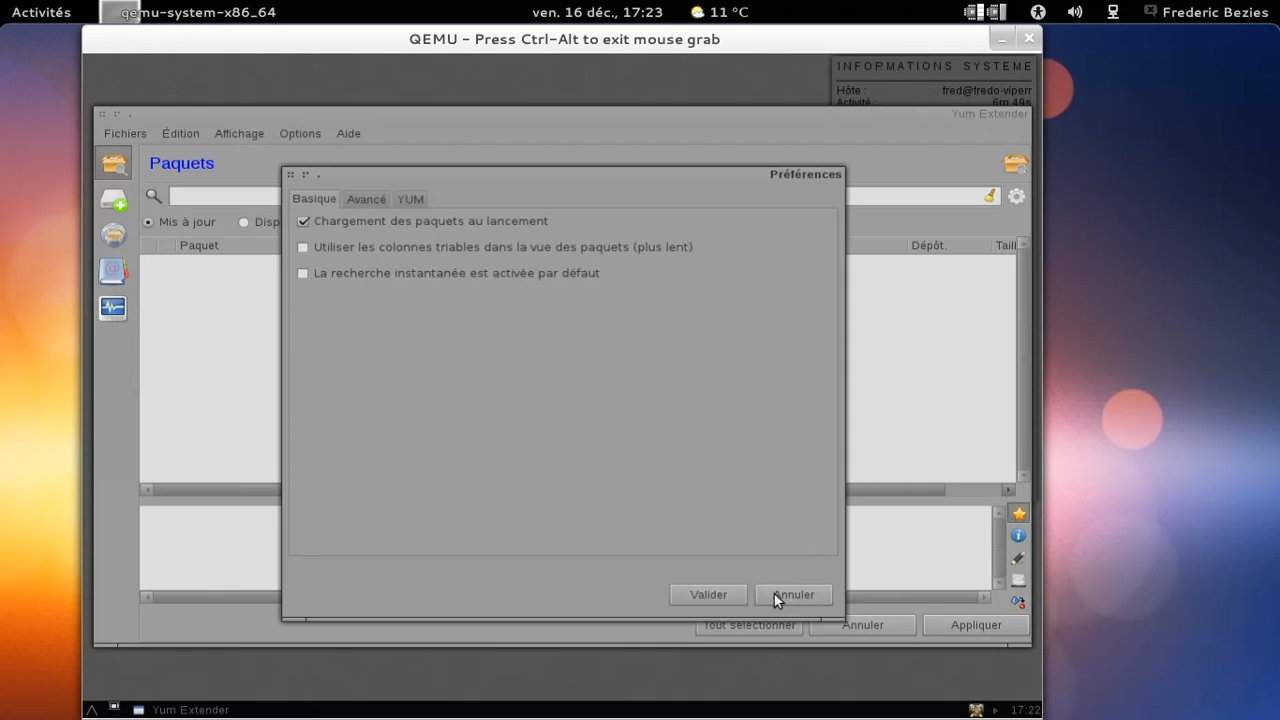 Activités qemu-system-x86_64 ven. 16 déc., 17:23 11 °C Frederic Bezies
QEMU - Press Ctrl-Alt to exit mouse grab
INFORMATIONS SYSTEME
Hôte : fred@fredo-viperr
Activité : 6m 49s
Yum Extender
Fichiers Édition Affichage Options Aide
Paquets
Préférences
Basique Avancé YUM
Mis à jour Disp
Chargement des paquets au lancement
Paquet Dépôt. Taill
Utiliser les colonnes triables dans la vue des paquets (plus lent)
La recherche instantanée est activée par défaut
Valider Annuler
Tout sélectionner Annuler Appliquer
Yum Extender 17:22